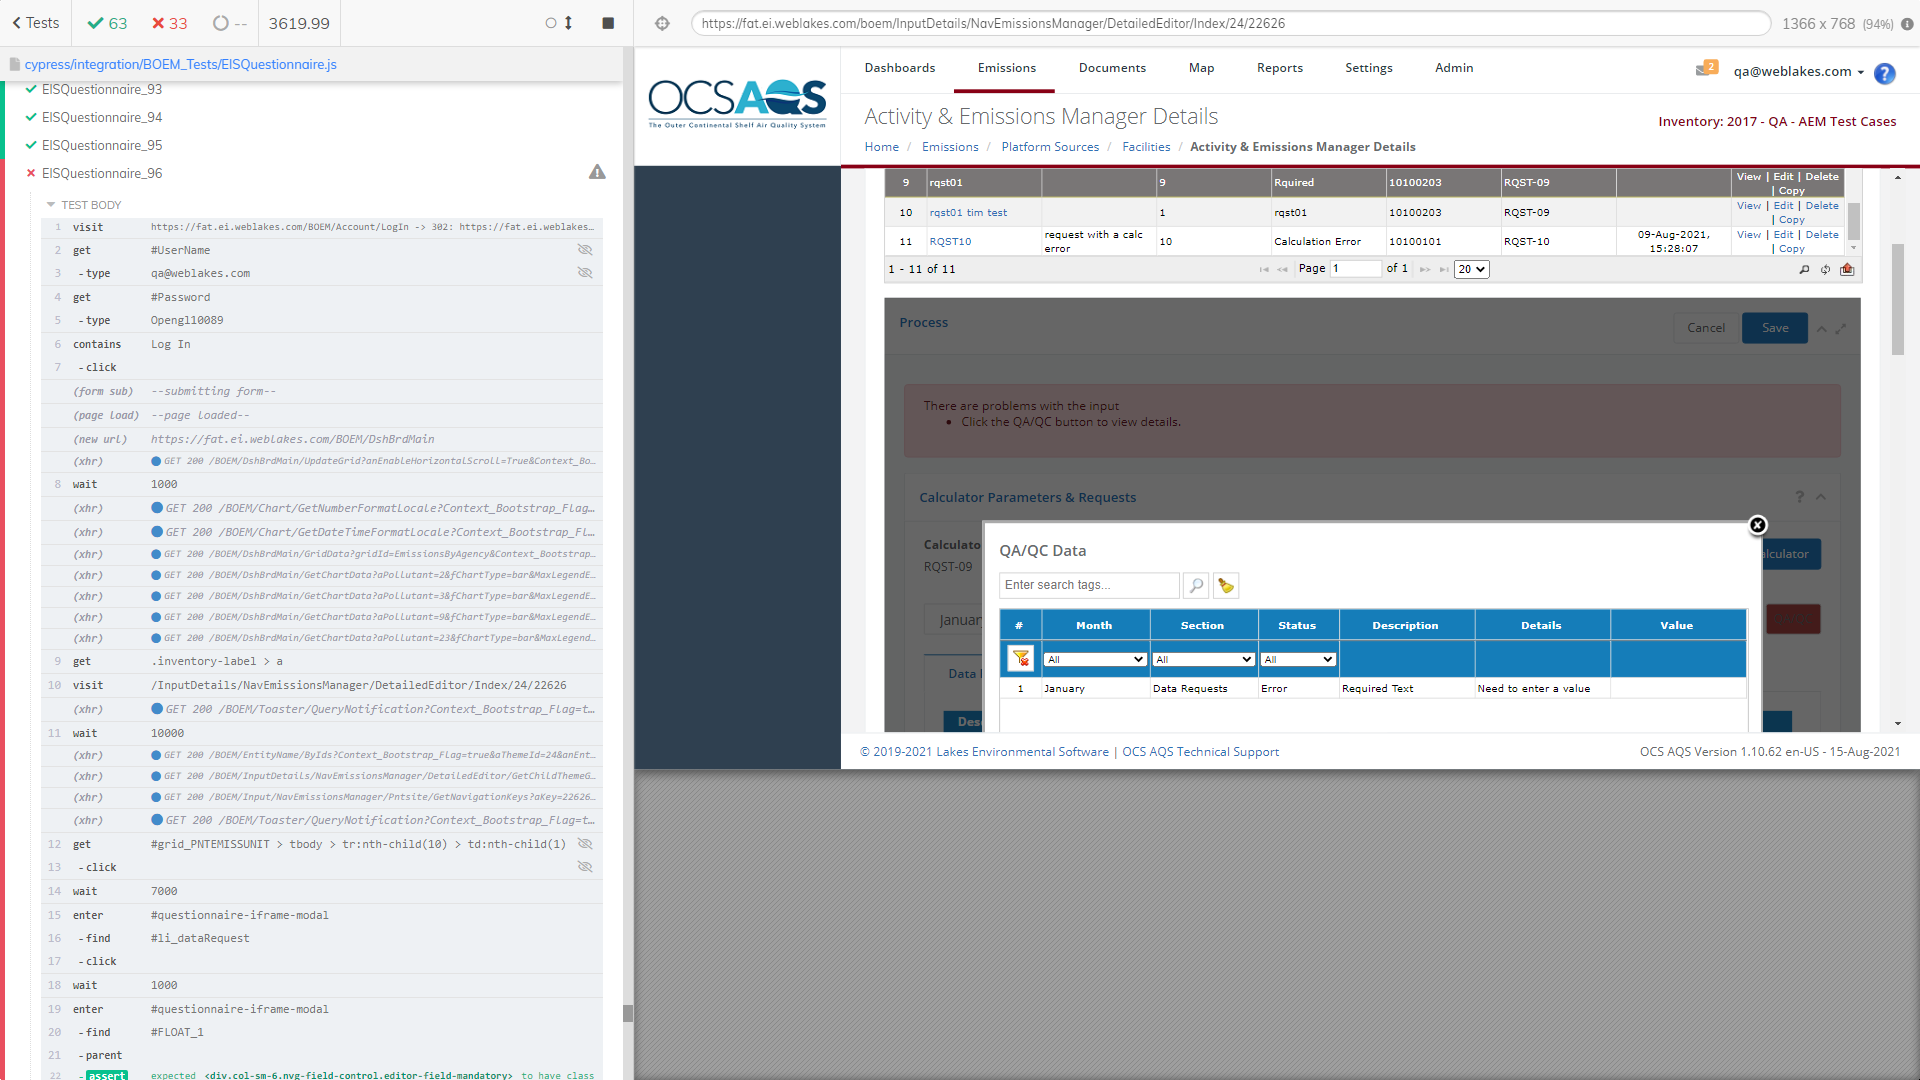 Tests
63
33
--
3619.99
https://fat.ei.weblakes.com/boem/InputDetails/NavEmissionsManager/DetailedEditor/Index/24/22626
1366 x 768 (94%)
cypress/integration/BOEM_Tests/EISQuestionnaire.js
EISQuestionnaire_93
EISQuestionnaire_94
EISQuestionnaire_95
EISQuestionnaire_96
TEST BODY
1 visit https://fat.ei.weblakes.com/BOEM/Account/LogIn -> 302: https://fat.ei.weblakes...
2 get #UserName
3 -type qa@weblakes.com
4 get #Password
5 -type Opengl10089
6 contains Log In
7 -click
(form sub) --submitting form--
(page load) --page loaded--
(new url) https://fat.ei.weblakes.com/BOEM/DshBrdMain
(xhr) GET 200 /BOEM/DshBrdMain/UpdateGrid?anEnableHorizontalScroll=True&Context_Bo...
8 wait 1000
(xhr) GET 200 /BOEM/Chart/GetNumberFormatLocale?Context_Bootstrap_Flag...
(xhr) GET 200 /BOEM/Chart/GetDateTimeFormatLocale?Context_Bootstrap_Fl...
(xhr) GET 200 /BOEM/DshBrdMain/GridData?gridId=EmissionsByAgency&Context_Bootstrap...
(xhr) GET 200 /BOEM/DshBrdMain/GetChartData?aPollutant=2&fChartType=bar&MaxLegendE...
(xhr) GET 200 /BOEM/DshBrdMain/GetChartData?aPollutant=3&fChartType=bar&MaxLegendE...
(xhr) GET 200 /BOEM/DshBrdMain/GetChartData?aPollutant=9&fChartType=bar&MaxLegendE...
(xhr) GET 200 /BOEM/DshBrdMain/GetChartData?aPollutant=23&fChartType=bar&MaxLegend...
9 get .inventory-label > a
10 visit /InputDetails/NavEmissionsManager/DetailedEditor/Index/24/22626
(xhr) GET 200 /BOEM/Toaster/QueryNotification?Context_Bootstrap_Flag=t...
11 wait 10000
(xhr) GET 200 /BOEM/EntityName/ByIds?Context_Bootstrap_Flag=true&aThemeId=24&anEnt...
(xhr) GET 200 /BOEM/InputDetails/NavEmissionsManager/DetailedEditor/GetChildThemeG...
(xhr) GET 200 /BOEM/Input/NavEmissionsManager/Pntsite/GetNavigationKeys?aKey=22626...
(xhr) GET 200 /BOEM/Toaster/QueryNotification?Context_Bootstrap_Flag=t...
12 get #grid_PNTEMISSUNIT > tbody > tr:nth-child(10) > td:nth-child(1)
13 -click
14 wait 7000
15 enter #questionnaire-iframe-modal
16 -find #li_dataRequest
17 -click
18 wait 1000
19 enter #questionnaire-iframe-modal
20 -find #FLOAT_1
21 -parent
22 -assert expected <div.col-sm-6.nvg-field-control.editor-field-mandatory> to have class
OCSAQS
The Outer Continental Shelf Air Quality System
Dashboards Emissions Documents Map Reports Settings Admin
2
qa@weblakes.com
?
Activity & Emissions Manager Details
Inventory: 2017 - QA - AEM Test Cases
Home / Emissions / Platform Sources / Facilities / Activity & Emissions Manager Details
9 rqst01 9 Rquired 10100203 RQST-09 View | Edit | Delete | Copy
10 rqst01 tim test 1 rqst01 10100203 RQST-09 View | Edit | Delete | Copy
11 RQST10 request with a calc error 10 Calculation Error 10100101 RQST-10 09-Aug-2021, 15:28:07 View | Edit | Delete | Copy
1 - 11 of 11
Page 1 of 1
20
Process
Cancel Save
There are problems with the input
Click the QA/QC button to view details.
Calculator Parameters & Requests
?
Calculato
RQST-09
lculator
Januar
Data
Des
QA/QC Data
Enter search tags...
# Month Section Status Description Details Value
All All All
1 January Data Requests Error Required Text Need to enter a value
© 2019-2021 Lakes Environmental Software | OCS AQS Technical Support
OCS AQS Version 1.10.62 en-US - 15-Aug-2021